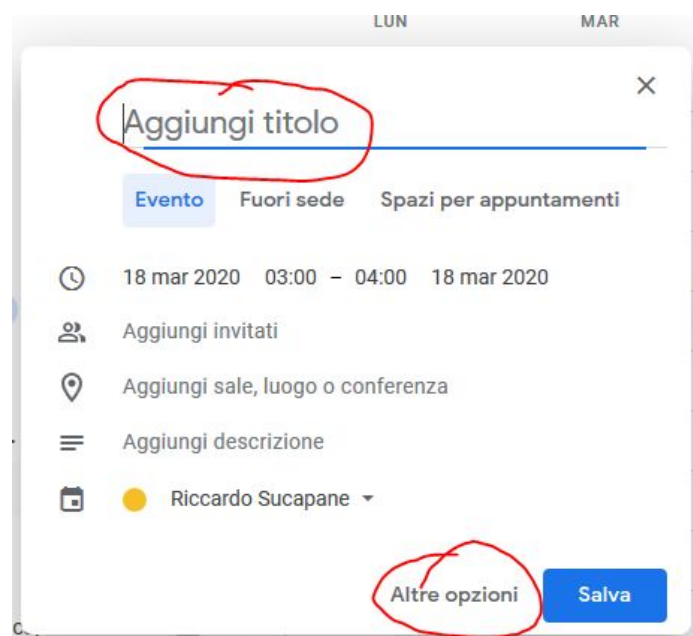 LUN MAR
Aggiungi titolo
Evento Fuori sede Spazi per appuntamenti
18 mar 2020 03:00 – 04:00 18 mar 2020
Aggiungi invitati
Aggiungi sale, luogo o conferenza
Aggiungi descrizione
Riccardo Sucapane
Altre opzioni Salva